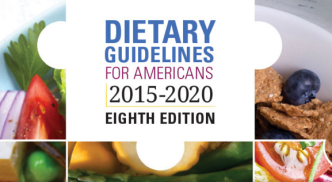 DIETARY
GUIDELINES
FOR AMERICANS
2015-2020
EIGHTH EDITION